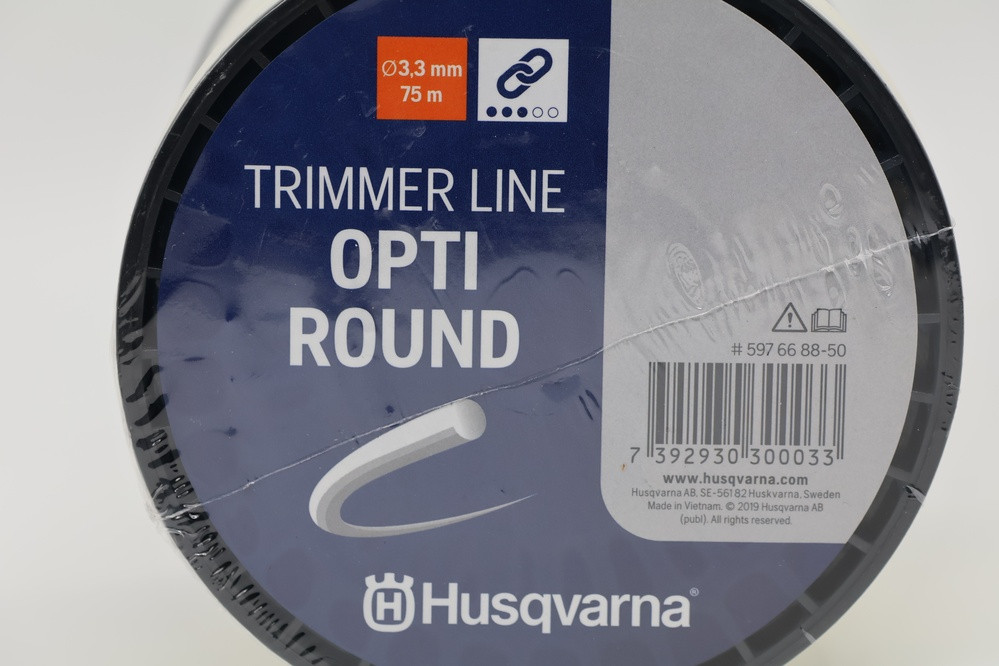 Ø3,3 mm
75 m
TRIMMER LINE
OPTI
ROUND
# 597 66 88-50
7 392930 300033
www.husqvarna.com
Husqvarna AB, SE-561 82 Huskvarna, Sweden
Made in Vietnam. © 2019 Husqvarna AB
(publ). All rights reserved.
H Husqvarna®